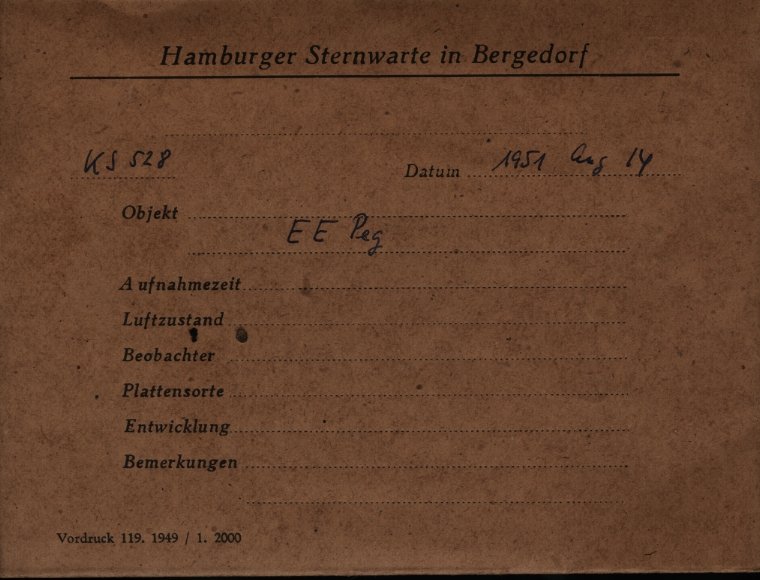 Hamburger Sternwarte in Bergedorf
KS 528 Datum 1951 Aug 14
Objekt
EE Peg
Aufnahmezeit
Luftzustand
Beobachter
Plattensorte
Entwicklung
Bemerkungen
Vordruck 119. 1949 / 1. 2000